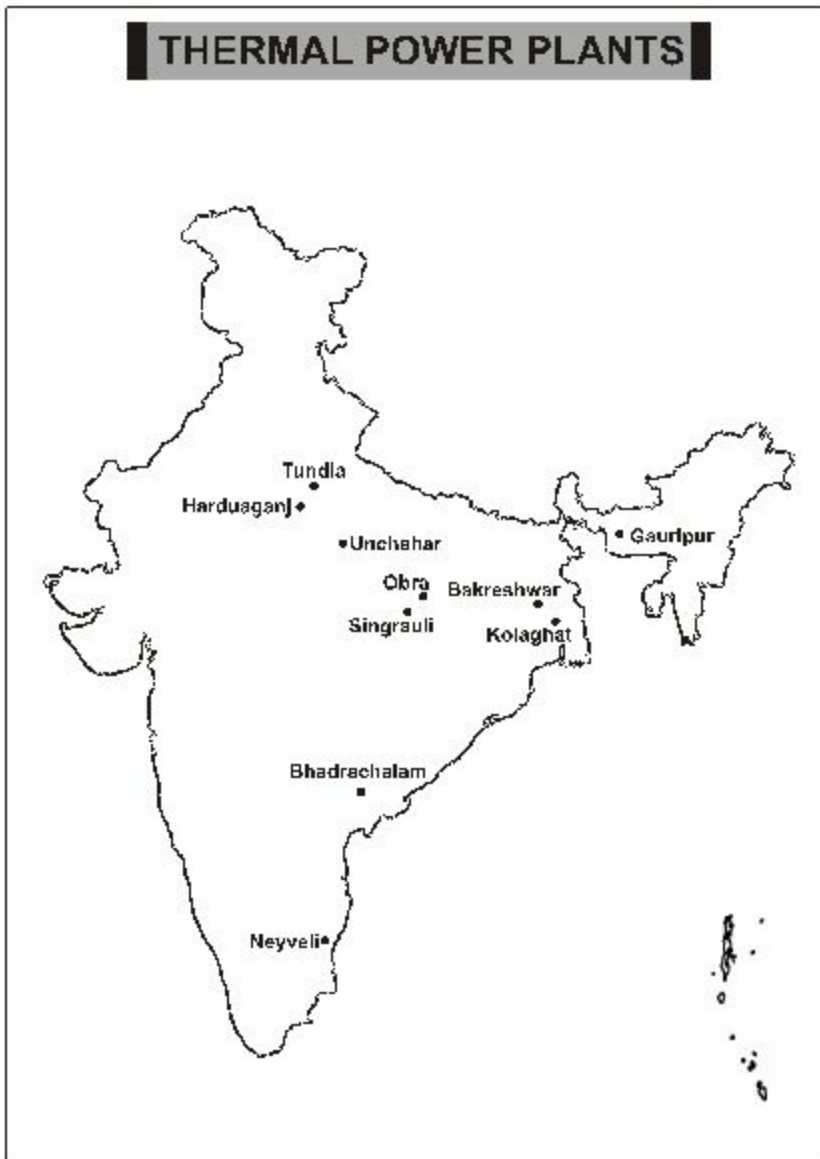 THERMAL POWER PLANTS
Tundla
Harduaganj
Gauripur
Unchahar
Obra
Bakreshwar
Singrauli
Kolaghat
Bhadrachalam
Neyveli